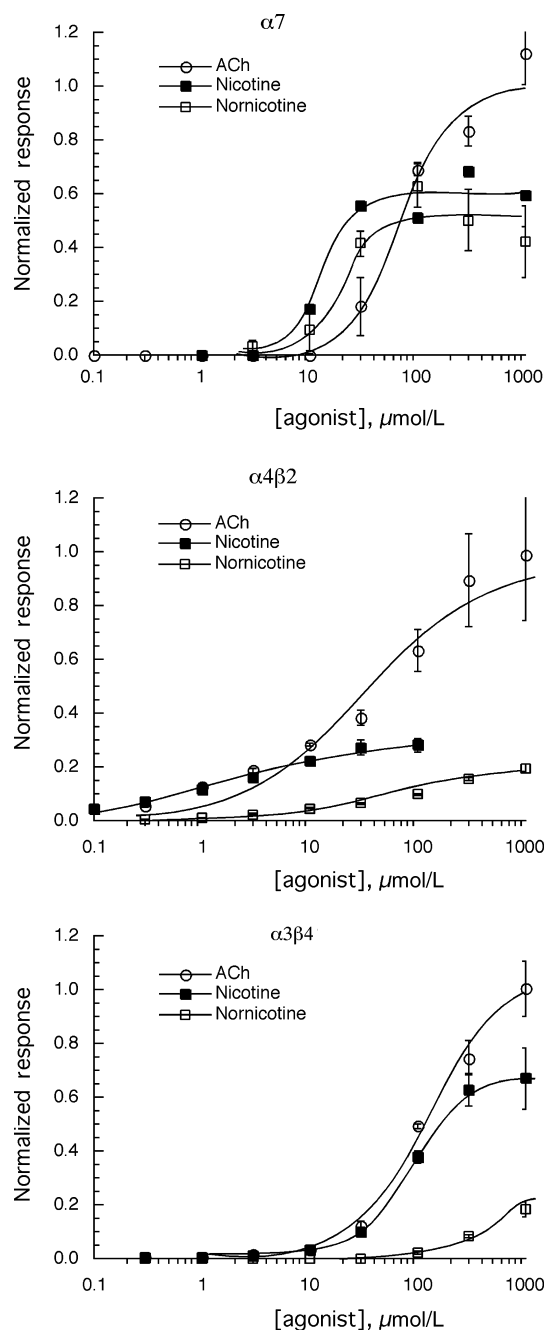 α7
1.2
1.0
0.8
0.6
0.4
0.2
0.0
Normalized response
ACh
Nicotine
Nornicotine
0.1 1 10 100 1000
[agonist], µmol/L
α4β2
1.2
1.0
0.8
0.6
0.4
0.2
0.0
Normalized response
ACh
Nicotine
Nornicotine
0.1 1 10 100 1000
[agonist], µmol/L
α3β4
1.2
1.0
0.8
0.6
0.4
0.2
0.0
Normalized response
ACh
Nicotine
Nornicotine
0.1 1 10 100 1000
[agonist], µmol/L